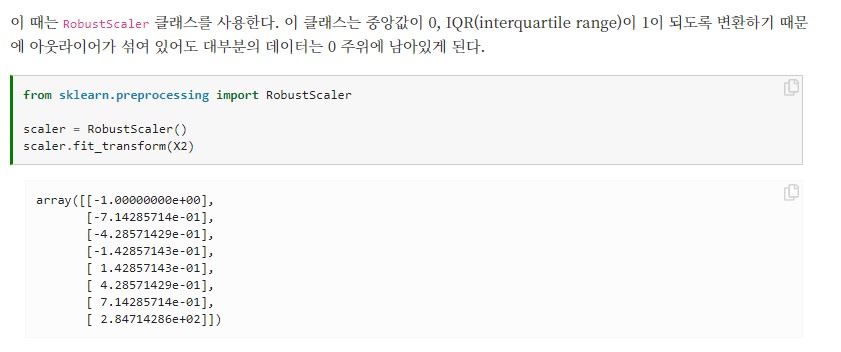 이 때는 RobustScaler 클래스를 사용한다. 이 클래스는 중앙값이 0, IQR(interquartile range)이 1이 되도록 변환하기 때문
에 아웃라이어가 섞여 있어도 대부분의 데이터는 0 주위에 남아있게 된다.
from sklearn.preprocessing import RobustScaler
scaler = RobustScaler()
scaler.fit_transform(X2)
array([[-1.00000000e+00],
[-7.14285714e-01],
[-4.28571429e-01],
[-1.42857143e-01],
[ 1.42857143e-01],
[ 4.28571429e-01],
[ 7.14285714e-01],
[ 2.84714286e+02]])